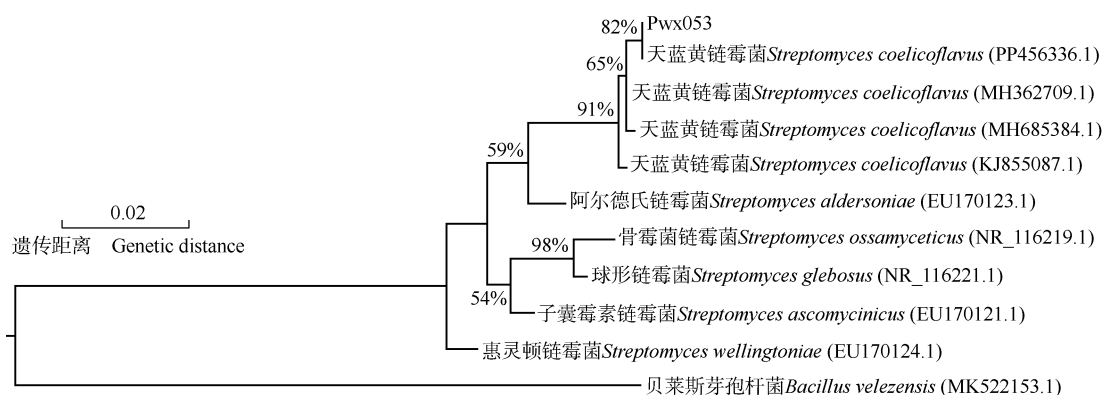 82%
Pwx053
天蓝黄链霉菌Streptomyces coelicoflavus (PP456336.1)
65%
天蓝黄链霉菌Streptomyces coelicoflavus (MH362709.1)
91%
天蓝黄链霉菌Streptomyces coelicoflavus (MH685384.1)
59%
天蓝黄链霉菌Streptomyces coelicoflavus (KJ855087.1)
阿尔德氏链霉菌Streptomyces aldersoniae (EU170123.1)
0.02
遗传距离 Genetic distance
骨霉菌链霉菌Streptomyces ossamyceticus (NR_116219.1)
98%
球形链霉菌Streptomyces glebosus (NR_116221.1)
54%
子囊霉素链霉菌Streptomyces ascomycinicus (EU170121.1)
惠灵顿链霉菌Streptomyces wellingtoniae (EU170124.1)
贝莱斯芽孢杆菌Bacillus velezensis (MK522153.1)